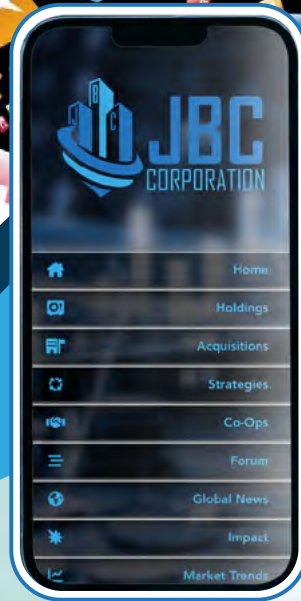 J B C
JBC
CORPORATION
Home
Holdings
Acquisitions
Strategies
Co-Ops
Forum
Global News
Impact
Market Trends